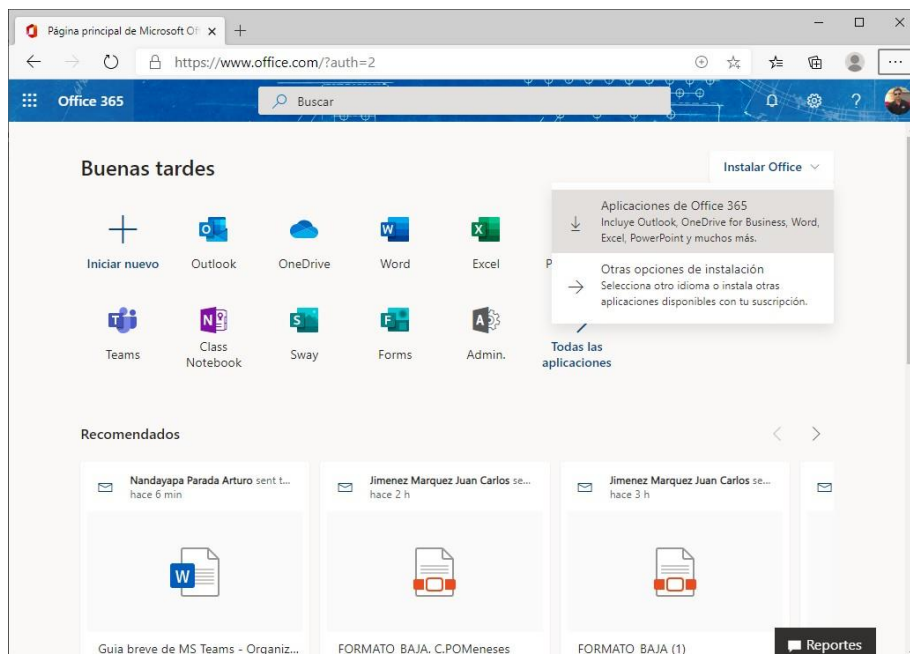 Página principal de Microsoft Of
https://www.office.com/?auth=2
Office 365
Buscar
Buenas tardes
Instalar Office
Aplicaciones de Office 365
Incluye Outlook, OneDrive for Business, Word,
Excel, PowerPoint y muchos más.
Otras opciones de instalación
Selecciona otro idioma o instala otras
aplicaciones disponibles con tu suscripción.
Iniciar nuevo
Outlook
OneDrive
Word
Excel
P
Teams
Class
Notebook
Sway
Forms
Admin.
Todas las
aplicaciones
Recomendados
Nandayapa Parada Arturo sent t...
hace 6 min
Jimenez Marquez Juan Carlos se...
hace 2 h
Jimenez Marquez Juan Carlos se...
hace 3 h
Guia breve de MS Teams - Organiz...
FORMATO BAJA. C.POMeneses
FORMATO BAJA (1)
Reportes